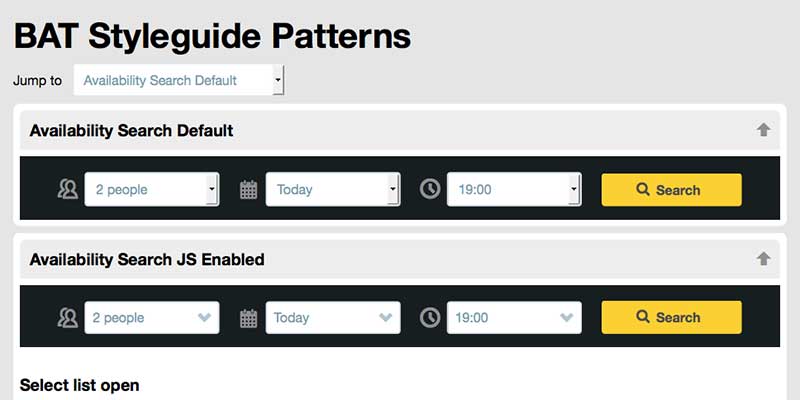 BAT Styleguide Patterns
Jump to Availability Search Default
Availability Search Default
2 people Today 19:00 Search
Availability Search JS Enabled
2 people Today 19:00 Search
Select list open